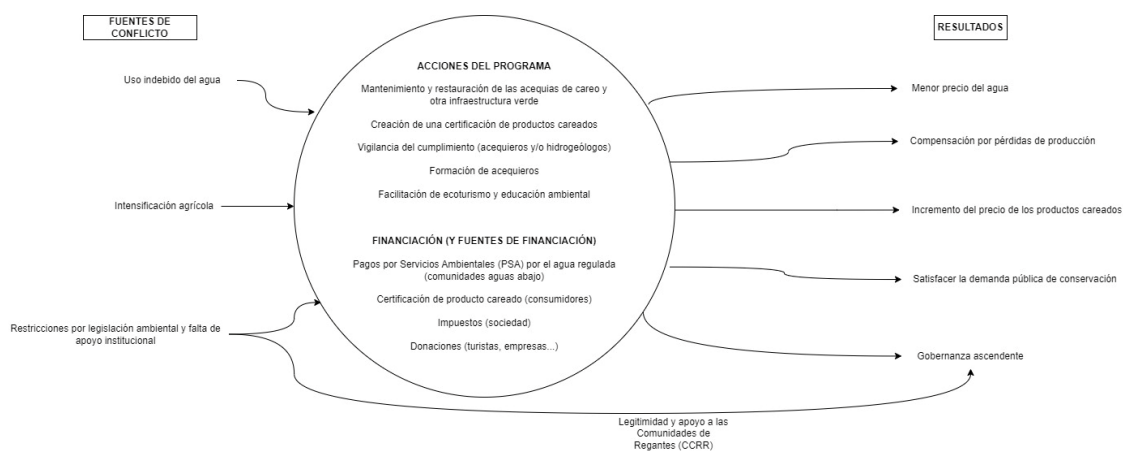 FUENTES DE
CONFLICTO
Uso indebido del agua
Intensificación agrícola
Restricciones por legislación ambiental y falta de
apoyo institucional
ACCIONES DEL PROGRAMA
Mantenimiento y restauración de las acequias de careo y
otra infraestructura verde
Creación de una certificación de productos careados
Vigilancia del cumplimiento (acequieros y/o hidrogeólogos)
Formación de acequieros
Facilitación de ecoturismo y educación ambiental
FINANCIACIÓN (Y FUENTES DE FINANCIACIÓN)
Pagos por Servicios Ambientales (PSA) por el agua regulada
(comunidades aguas abajo)
Certificación de producto careado (consumidores)
Impuestos (sociedad)
Donaciones (turistas, empresas...)
RESULTADOS
Menor precio del agua
Compensación por pérdidas de producción
Incremento del precio de los productos careados
Satisfacer la demanda pública de conservación
Gobernanza ascendente
Legitimidad y apoyo a las
Comunidades de
Regantes (CCRR)